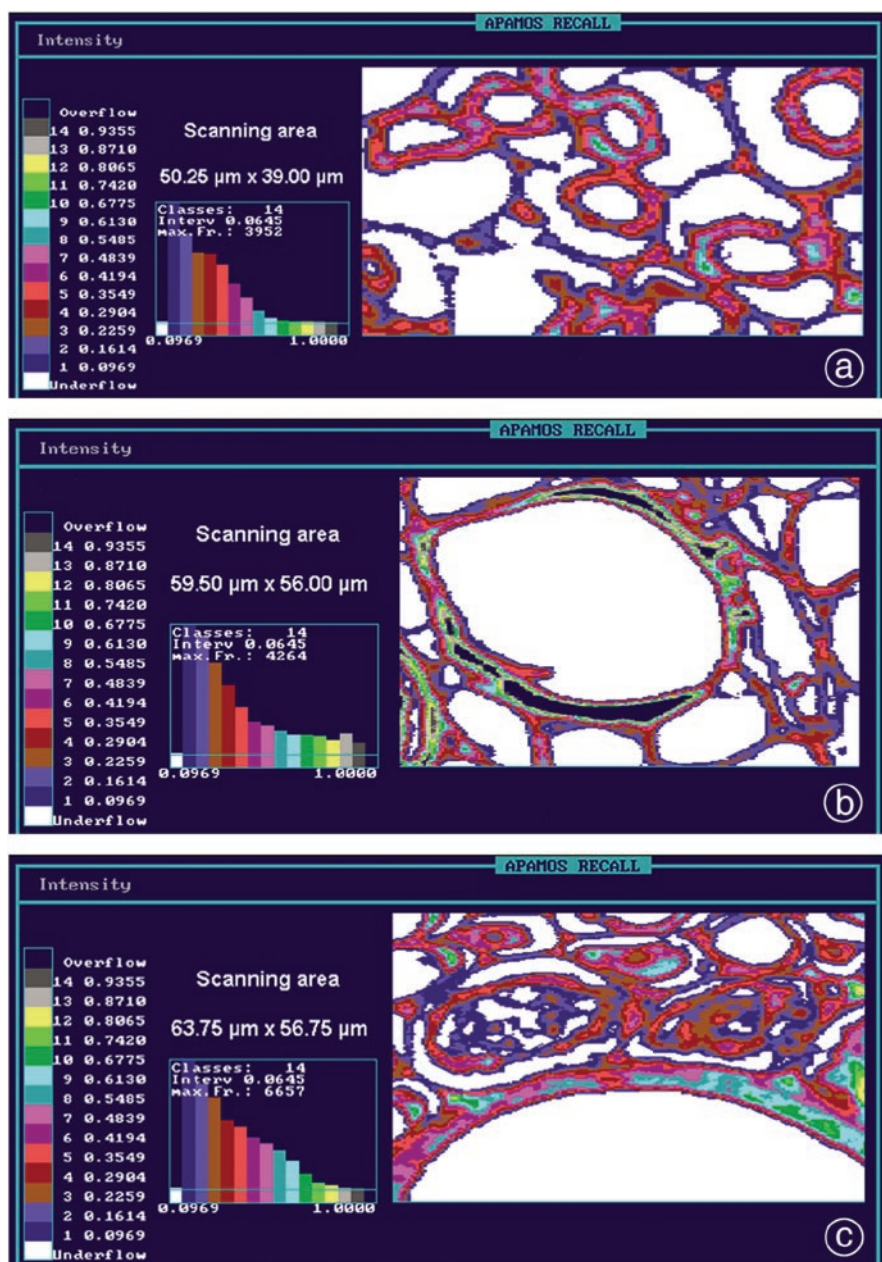 APAMOS RECALL
Intensity
Overflow
14 0.9355
13 0.8710
12 0.8065
11 0.7420
10 0.6775
9 0.6130
8 0.5485
7 0.4839
6 0.4194
5 0.3549
4 0.2904
3 0.2259
2 0.1614
1 0.0969
Underflow
Scanning area
50.25 µm x 39.00 µm
Classes: 14
Interv 0.0645
max.Fr.: 3952
0.0969 1.0000
a
APAMOS RECALL
Intensity
Overflow
14 0.9355
13 0.8710
12 0.8065
11 0.7420
10 0.6775
9 0.6130
8 0.5485
7 0.4839
6 0.4194
5 0.3549
4 0.2904
3 0.2259
2 0.1614
1 0.0969
Underflow
Scanning area
59.50 µm x 56.00 µm
Classes: 14
Interv 0.0645
max.Fr.: 4264
0.0969 1.0000
b
APAMOS RECALL
Intensity
Overflow
14 0.9355
13 0.8710
12 0.8065
11 0.7420
10 0.6775
9 0.6130
8 0.5485
7 0.4839
6 0.4194
5 0.3549
4 0.2904
3 0.2259
2 0.1614
1 0.0969
Underflow
Scanning area
63.75 µm x 56.75 µm
Classes: 14
Interv 0.0645
max.Fr.: 6657
0.0969 1.0000
c